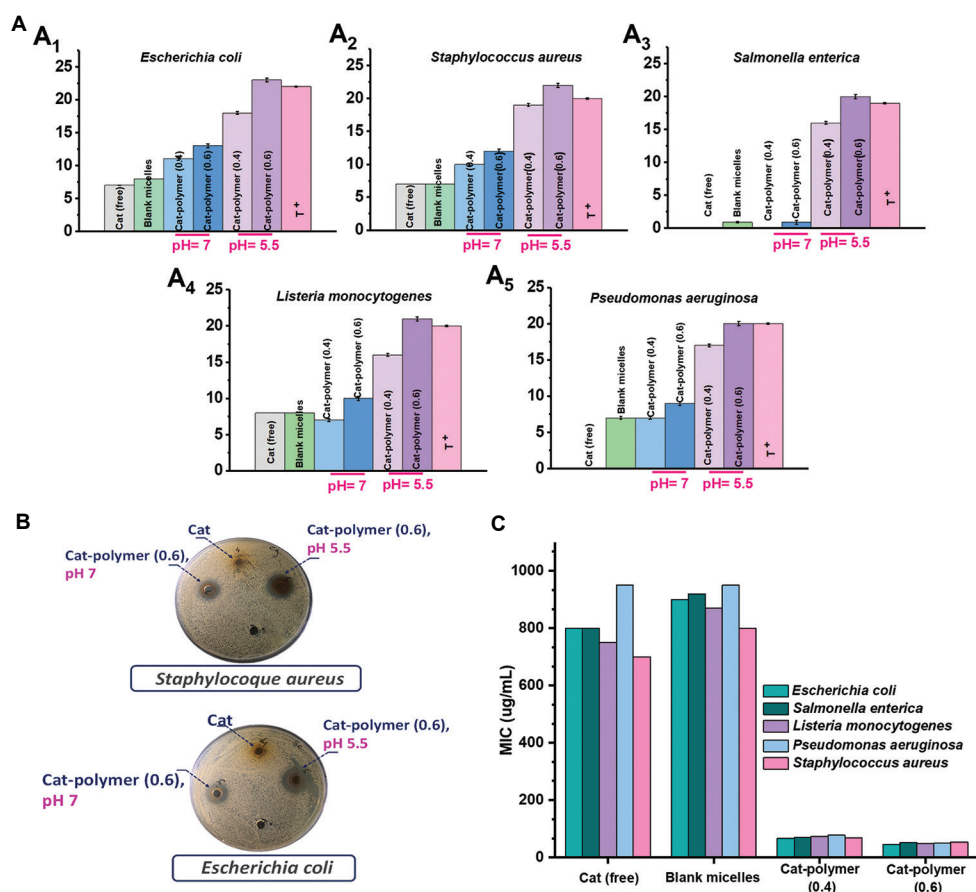 A
A1
Escherichia coli
25
20
15
10
5
0
Cat (free)
Blank micelles
Cat-polymer (0.4)
Cat-polymer (0.6)
Cat-polymer (0.4)
Cat-polymer (0.6)
T+
pH= 7
pH= 5.5
A2
Staphylococcus aureus
25
20
15
10
5
0
Cat (free)
Blank micelles
Cat-polymer (0.4)
Cat-polymer(0.6)
Cat-polymer(0.4)
Cat-polymer(0.6)
T+
pH= 7
pH= 5.5
A3
Salmonella enterica
25
20
15
10
5
0
Cat (free)
Blank micelles
Cat-polymer (0.4)
Cat-polymer (0.6)
Cat-polymer(0.4)
Cat-polymer(0.6)
T+
pH= 7
pH= 5.5
A4
Listeria monocytogenes
25
20
15
10
5
0
Cat (free)
Blank micelles
Cat-polymer (0.4)
Cat-polymer (0.6)
Cat-polymer (0.4)
Cat-polymer (0.6)
T+
pH= 7
pH= 5.5
A5
Pseudomonas aeruginosa
25
20
15
10
5
0
Cat (free)
Blank micelles
Cat-polymer (0.4)
Cat-polymer (0.6)
Cat-polymer (0.4)
Cat-polymer (0.6)
T+
pH= 7
pH= 5.5
B
Cat
Cat-polymer (0.6),
pH 5.5
Cat-polymer (0.6),
pH 7
Staphylocoque aureus
Cat
Cat-polymer (0.6),
pH 5.5
Cat-polymer (0.6),
pH 7
Escherichia coli
C
MIC (ug/mL)
1000
800
600
400
200
0
Escherichia coli
Salmonella enterica
Listeria monocytogenes
Pseudomonas aeruginosa
Staphylococcus aureus
Cat (free)
Blank micelles
Cat-polymer
(0.4)
Cat-polymer
(0.6)